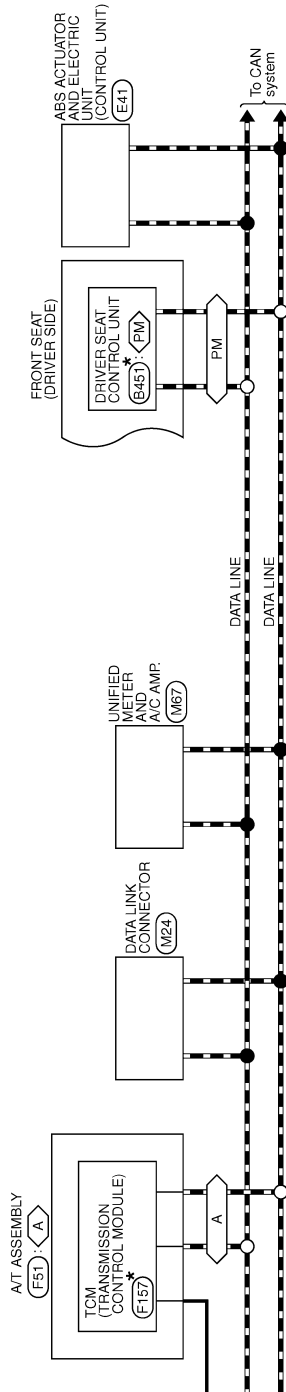 A/T ASSEMBLY
F51 : A
TCM
(TRANSMISSION
CONTROL MODULE)
*
F157
A
DATA LINK
CONNECTOR
M24
UNIFIED
METER
AND
A/C AMP.
M67
DATA LINE
DATA LINE
FRONT SEAT
(DRIVER SIDE)
DRIVER SEAT
CONTROL UNIT
*
B451 : PM
PM
ABS ACTUATOR
AND ELECTRIC
UNIT
(CONTROL UNIT)
E41
To CAN
system